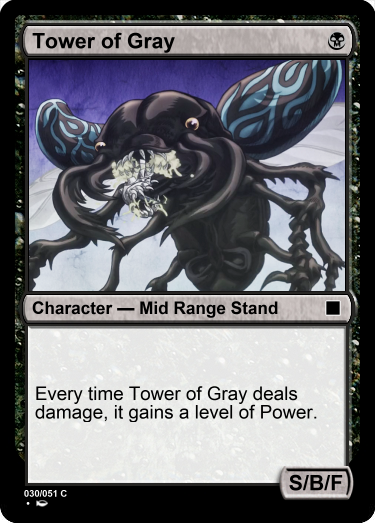 Tower of Gray
Character — Mid Range Stand
Every time Tower of Gray deals
damage, it gains a level of Power.
S/B/F
030/051 C